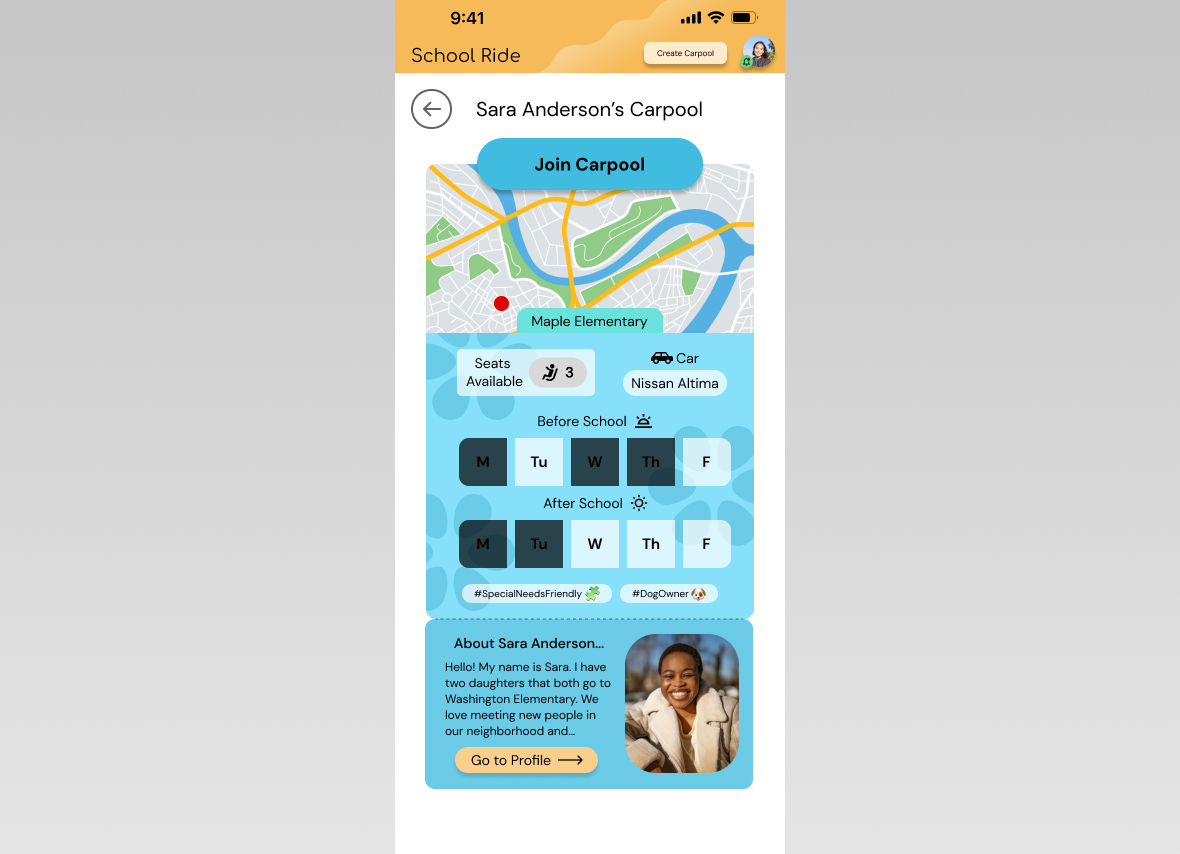 9:41
School Ride
Create Carpool
Sara Anderson’s Carpool
Join Carpool
Maple Elementary
Seats
Available
3
Car
Nissan Altima
Before School
M Tu W Th F
After School
M Tu W Th F
#SpecialNeedsFriendly
#DogOwner
About Sara Anderson...
Hello! My name is Sara. I have
two daughters that both go to
Washington Elementary. We
love meeting new people in
our neighborhood and...
Go to Profile